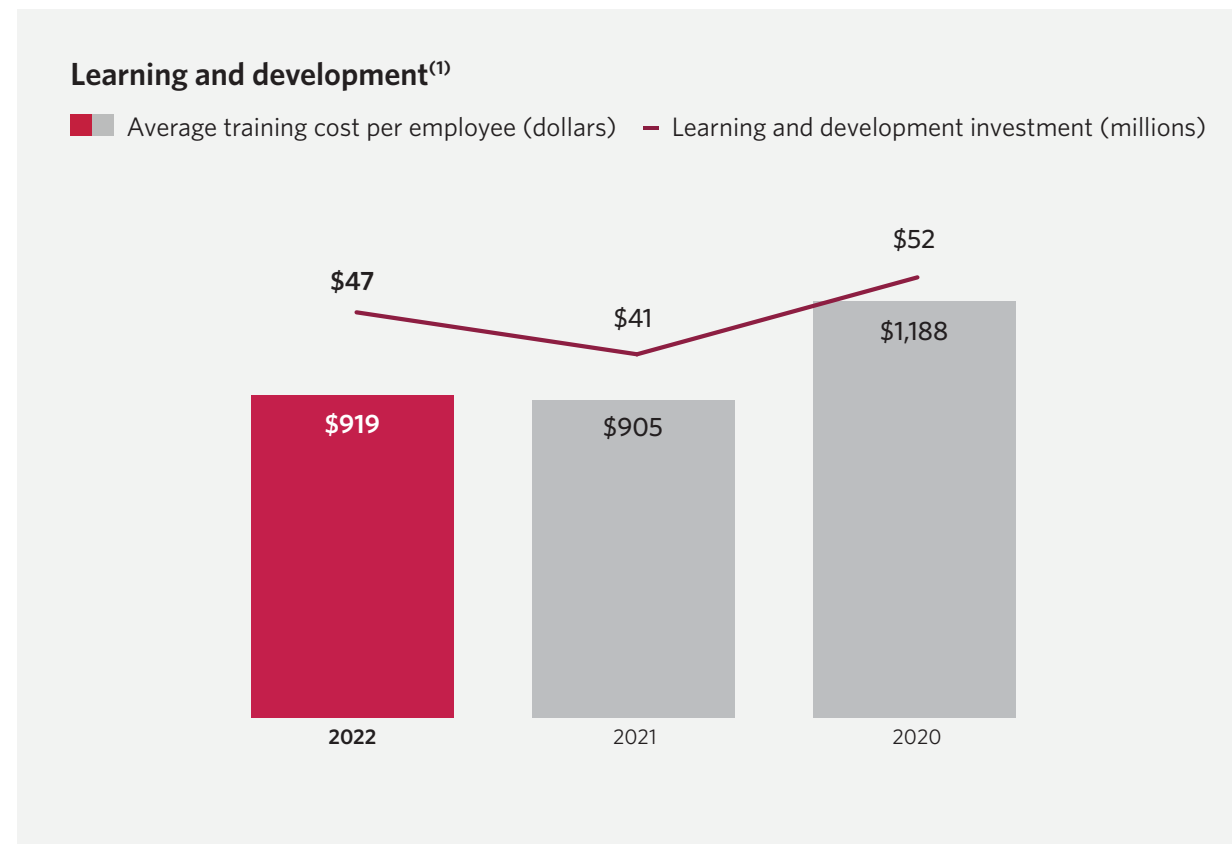 Learning and development(1)
Average training cost per employee (dollars) Learning and development investment (millions)
$52
$47
$41
$1,188
$919
$905
2022 2021 2020